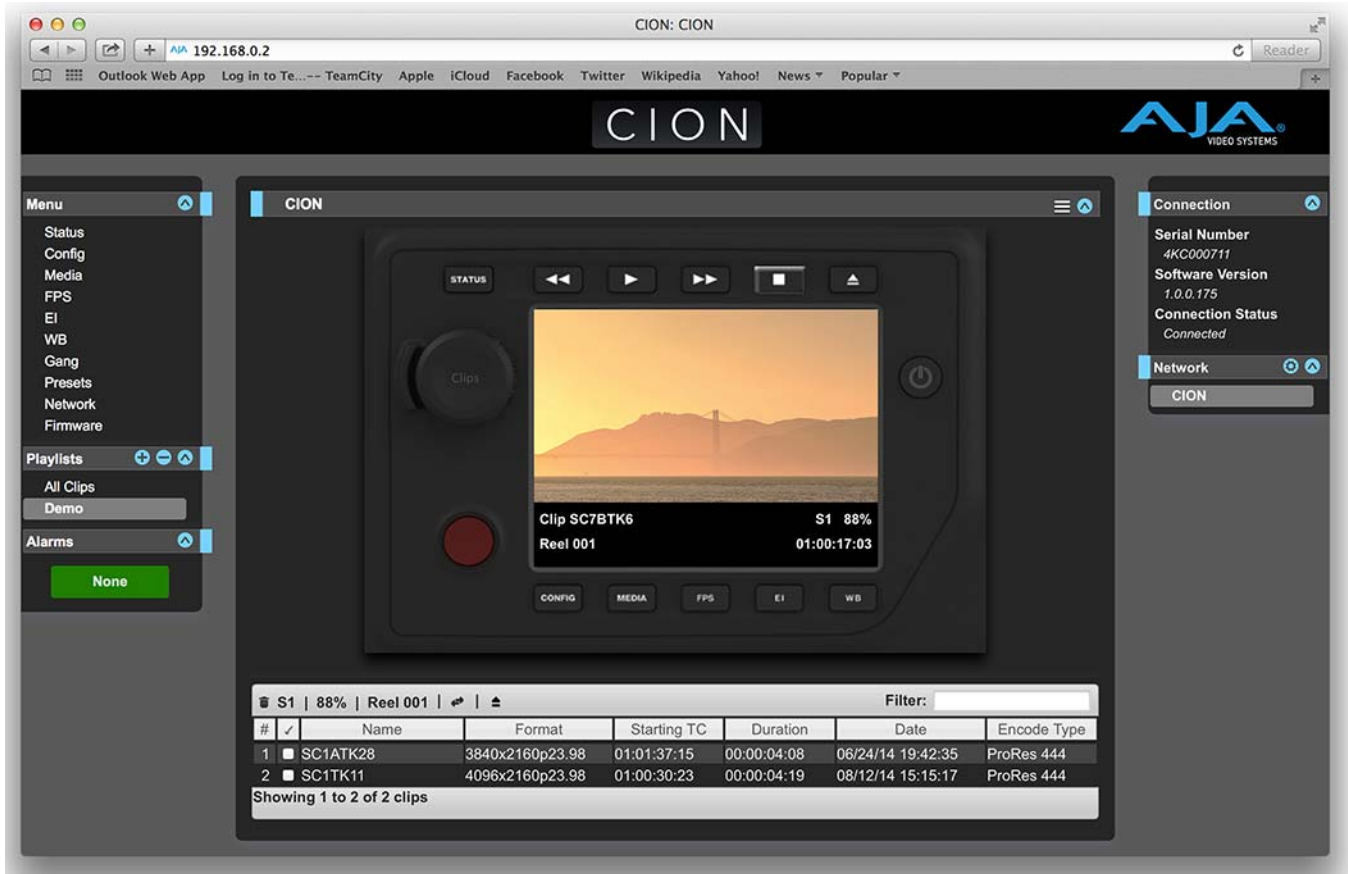 CION: CION
AJA 192.168.0.2
Reader
Outlook Web App Log in to Te...-- TeamCity Apple iCloud Facebook Twitter Wikipedia Yahoo! News Popular
CION
AJA®
VIDEO SYSTEMS
Menu
Status
Config
Media
FPS
EI
WB
Gang
Presets
Network
Firmware
Playlists
All Clips
Demo
Alarms
None
CION
STATUS
Clips
Clip SC7BTK6 S1 88%
Reel 001 01:00:17:03
CONFIG MEDIA FPS EI WB
S1 | 88% | Reel 001 | |
Filter:
# ✓ Name Format Starting TC Duration Date Encode Type
1 SC1ATK28 3840x2160p23.98 01:01:37:15 00:00:04:08 06/24/14 19:42:35 ProRes 444
2 SC1TK11 4096x2160p23.98 01:00:30:23 00:00:04:19 08/12/14 15:15:17 ProRes 444
Showing 1 to 2 of 2 clips
Connection
Serial Number
4KC000711
Software Version
1.0.0.175
Connection Status
Connected
Network
CION